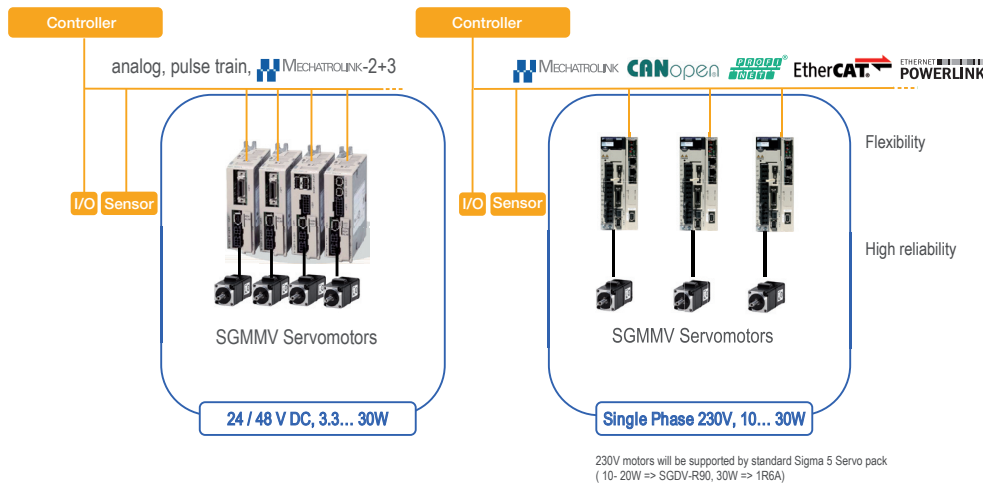 Controller
analog, pulse train, MECHATROLINK-2+3
I/O
Sensor
SGMMV Servomotors
24 / 48 V DC, 3.3... 30W
Controller
MECHATROLINK
CANopen
PROFI
NET
EtherCAT
ETHERNET
POWERLINK
I/O
Sensor
SGMMV Servomotors
Single Phase 230V, 10... 30W
Flexibility
High reliability
230V motors will be supported by standard Sigma 5 Servo pack
( 10- 20W => SGDV-R90, 30W => 1R6A)